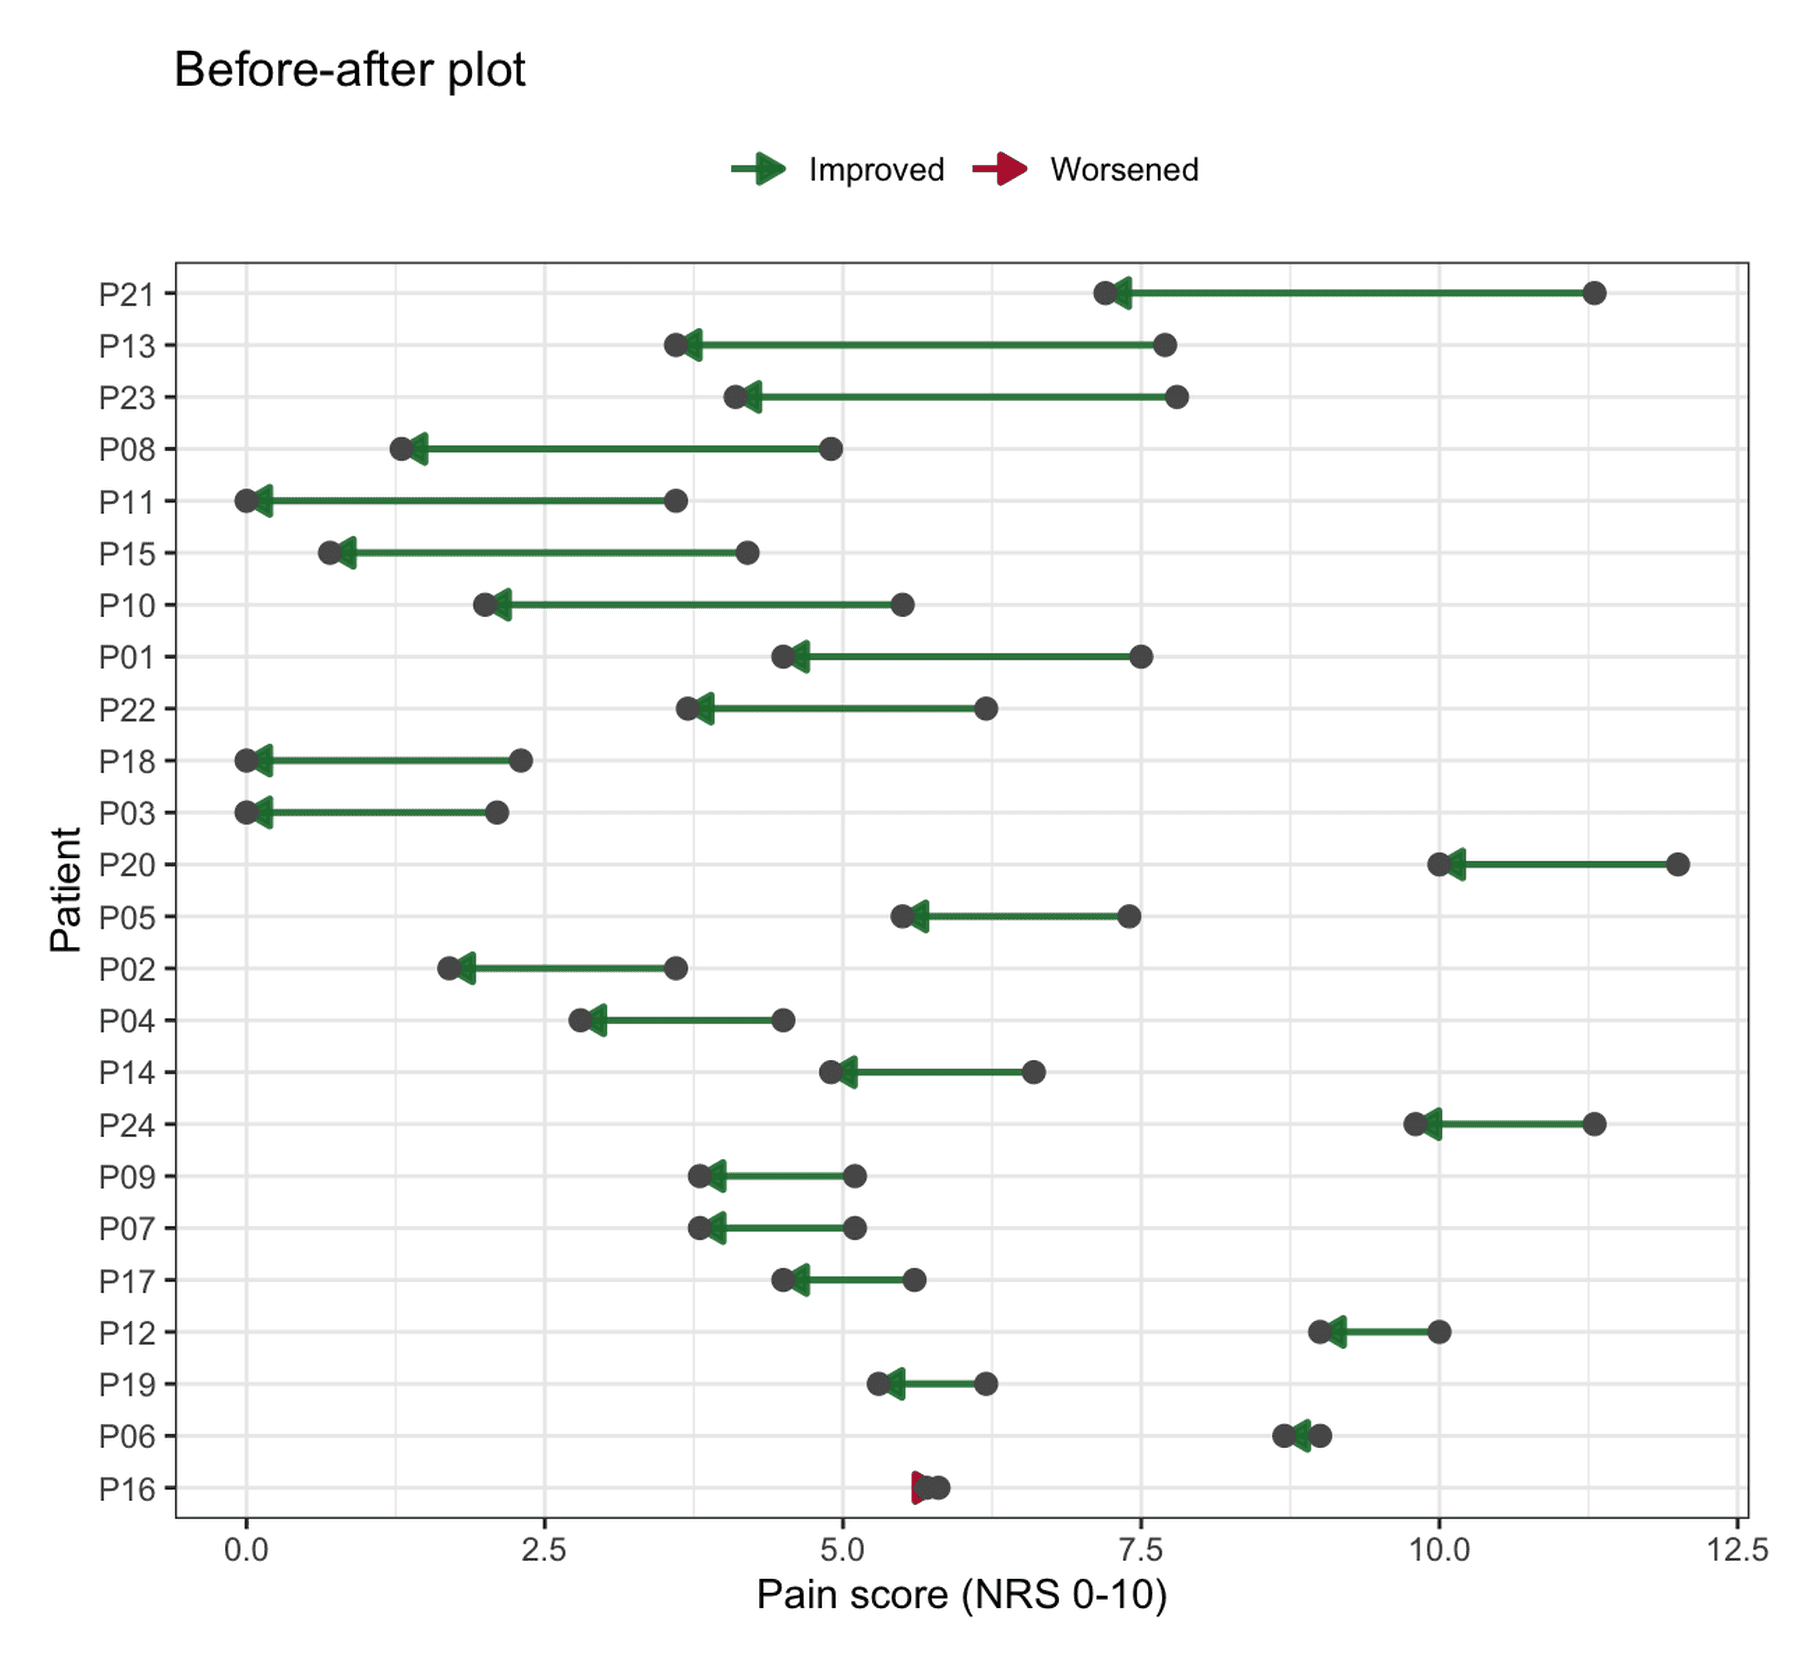 Before-after plot
Improved Worsened
P21
P13
P23
P08
P11
P15
P10
P01
P22
P18
P03
P20
P05
P02
P04
P14
P24
P09
P07
P17
P12
P19
P06
P16
Patient
0.0 2.5 5.0 7.5 10.0 12.5
Pain score (NRS 0-10)